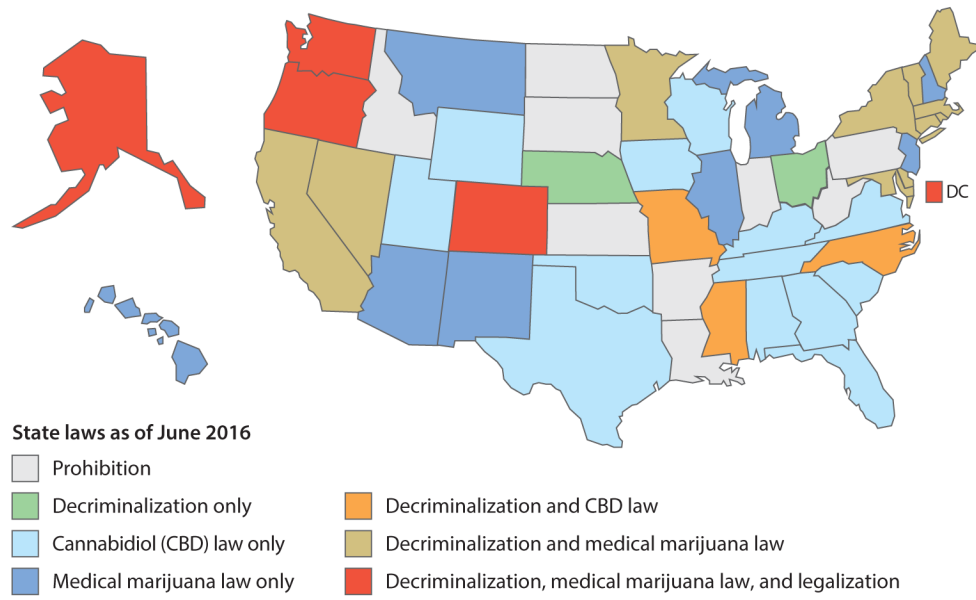 DC
State laws as of June 2016
Prohibition
Decriminalization only
Cannabidiol (CBD) law only
Medical marijuana law only
Decriminalization and CBD law
Decriminalization and medical marijuana law
Decriminalization, medical marijuana law, and legalization